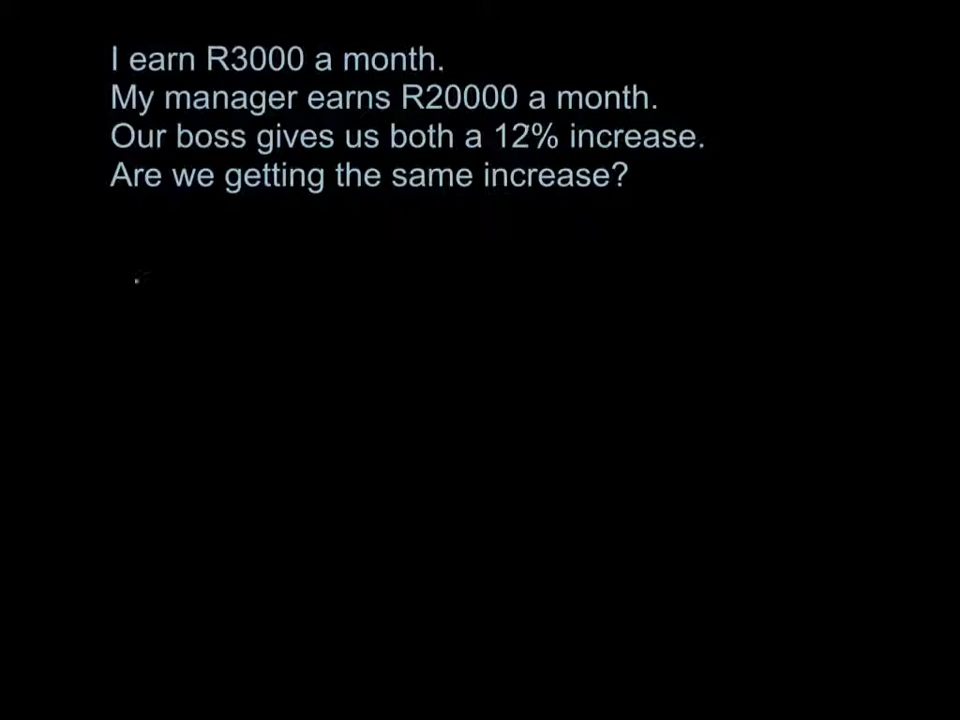 I earn R3000 a month.
My manager earns R20000 a month.
Our boss gives us both a 12% increase.
Are we getting the same increase?